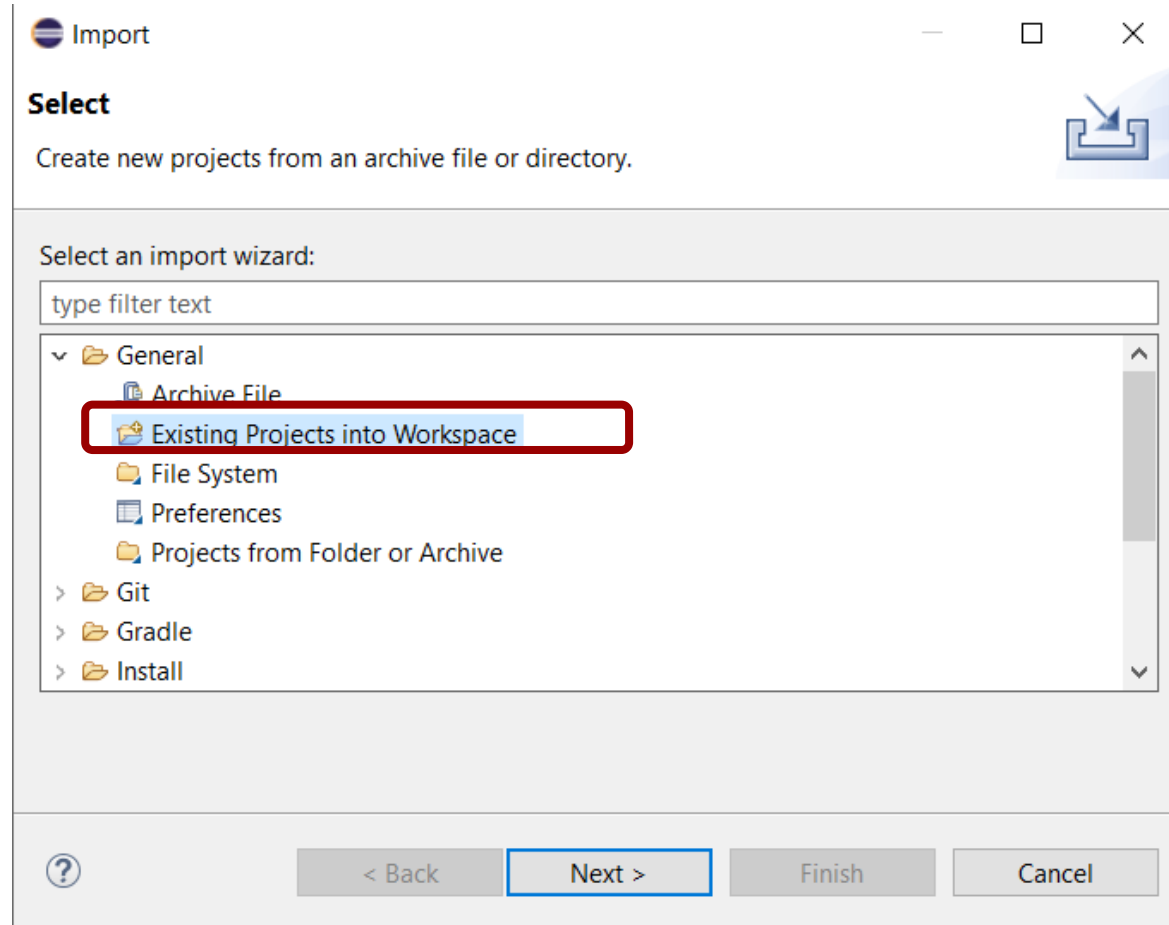 Import
Select
Create new projects from an archive file or directory.
Select an import wizard:
type filter text
General
Archive File
Existing Projects into Workspace
File System
Preferences
Projects from Folder or Archive
Git
Gradle
Install
? < Back Next > Finish Cancel